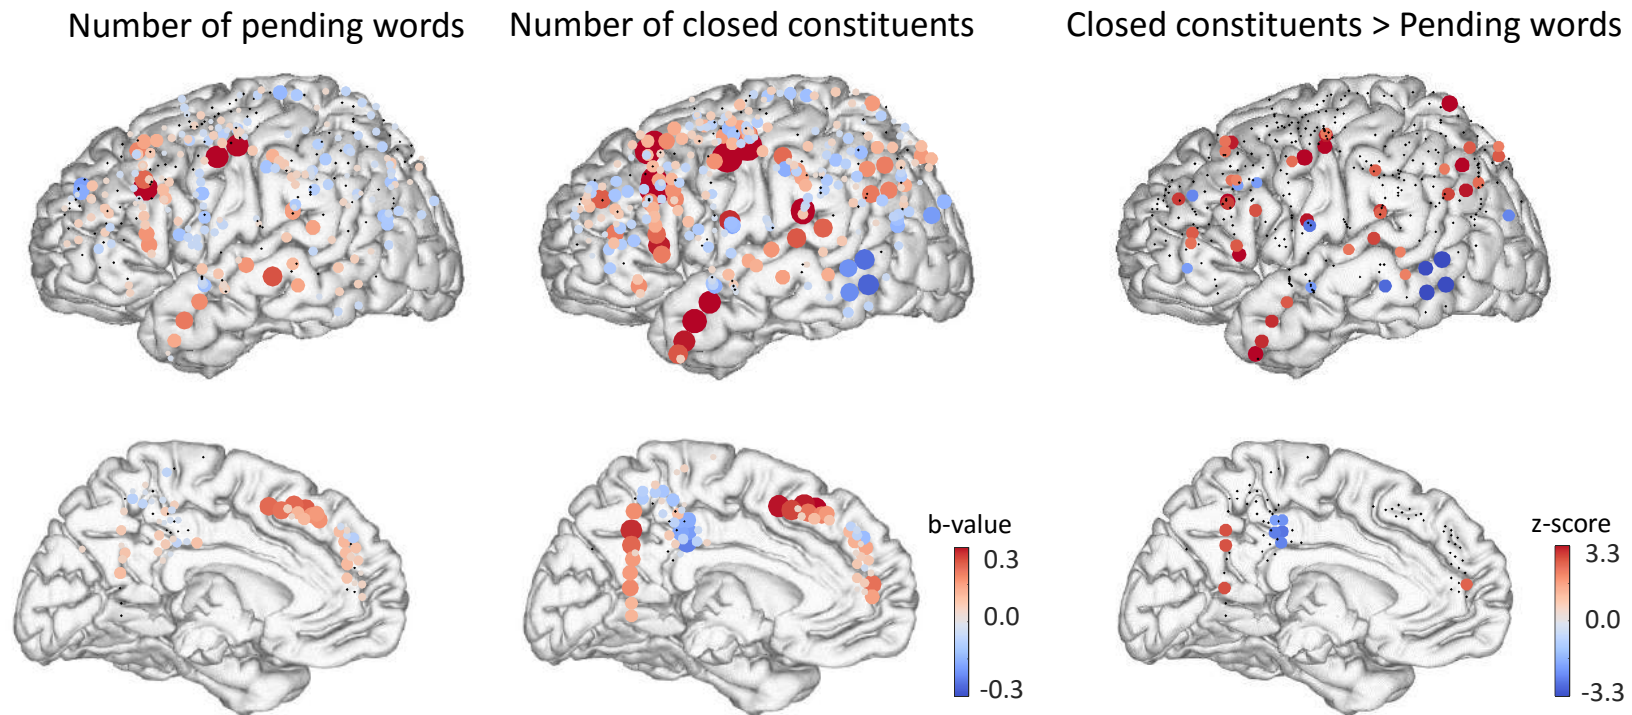 Number of pending words
Number of closed constituents
Closed constituents > Pending words
b-value
0.3
0.0
-0.3
z-score
3.3
0.0
-3.3